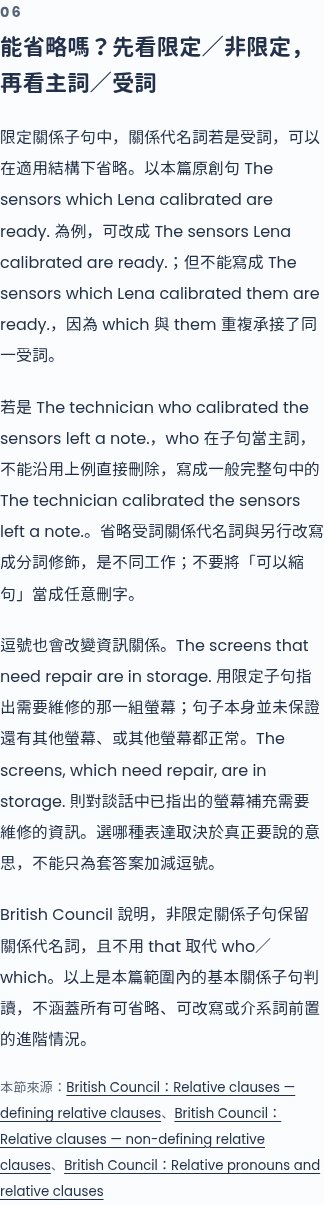 06
能省略嗎？先看限定／非限定，
再看主詞／受詞
限定關係子句中，關係代名詞若是受詞，可以
在適用結構下省略。以本篇原創句 The
sensors which Lena calibrated are
ready. 為例，可改成 The sensors Lena
calibrated are ready.；但不能寫成 The
sensors which Lena calibrated them are
ready.，因為 which 與 them 重複承接了同
一受詞。
若是 The technician who calibrated the
sensors left a note.，who 在子句當主詞，
不能沿用上例直接刪除，寫成一般完整句中的
The technician calibrated the sensors
left a note.。省略受詞關係代名詞與另行改寫
成分詞修飾，是不同工作；不要將「可以縮
句」當成任意刪字。
逗號也會改變資訊關係。The screens that
need repair are in storage. 用限定子句指
出需要維修的那一組螢幕；句子本身並未保證
還有其他螢幕、或其他螢幕都正常。The
screens, which need repair, are in
storage. 則對談話中已指出的螢幕補充需要
維修的資訊。選哪種表達取決於真正要說的意
思，不能只為套答案加減逗號。
British Council 說明，非限定關係子句保留
關係代名詞，且不用 that 取代 who／
which。以上是本篇範圍內的基本關係子句判
讀，不涵蓋所有可省略、可改寫或介系詞前置
的進階情況。
本節來源：British Council：Relative clauses —
defining relative clauses、British Council：
Relative clauses — non-defining relative
clauses、British Council：Relative pronouns and
relative clauses